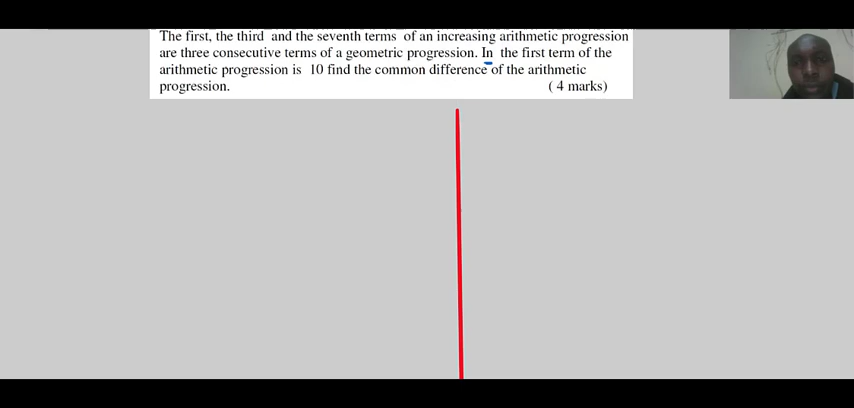 The first, the third and the seventh terms of an increasing arithmetic progression
are three consecutive terms of a geometric progression. In the first term of the
arithmetic progression is 10 find the common difference of the arithmetic
progression. ( 4 marks)